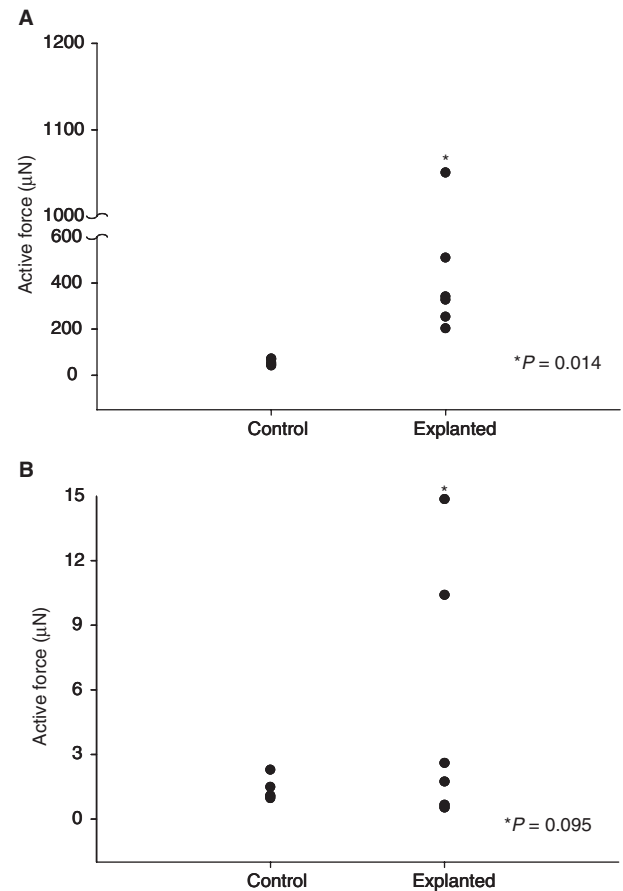 A
1200
1100
1000
600
400
200
0
Active force (μN)
*
*P = 0.014
Control Explanted
B
15
12
9
6
3
0
Active force (μN)
*
*P = 0.095
Control Explanted